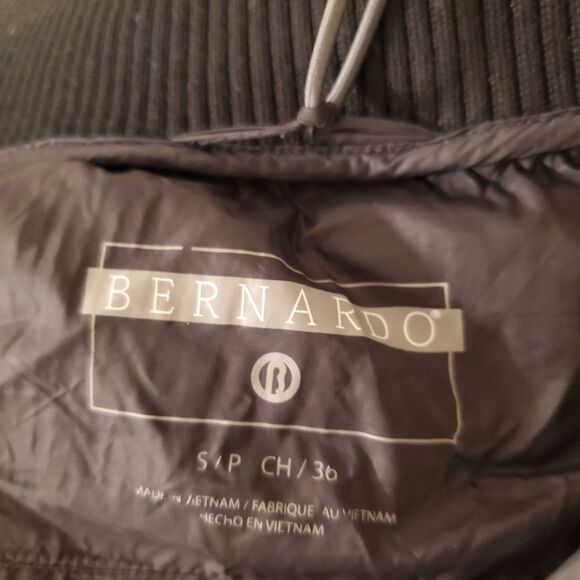 BERNARDO®
B
S / P CH / 36
MADE IN VIETNAM / FABRIQUE AU VIETNAM
HECHO EN VIETNAM